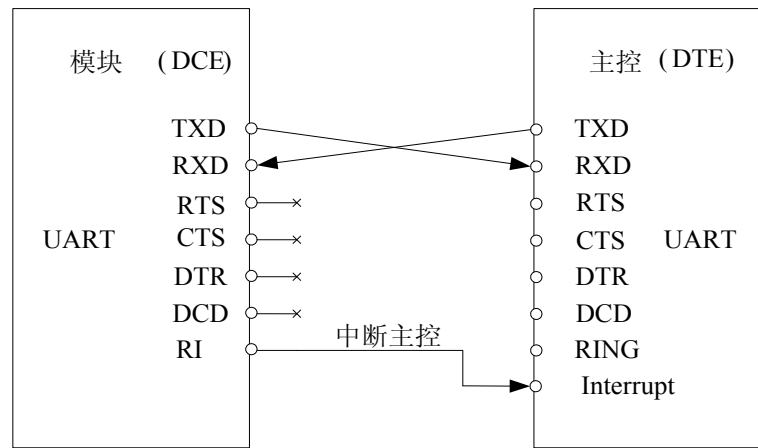 模块 (DCE)
TXD
RXD
RTS
CTS
UART
DTR
DCD
RI
中断主控
主控 (DTE)
TXD
RXD
RTS
CTS
UART
DTR
DCD
RING
Interrupt